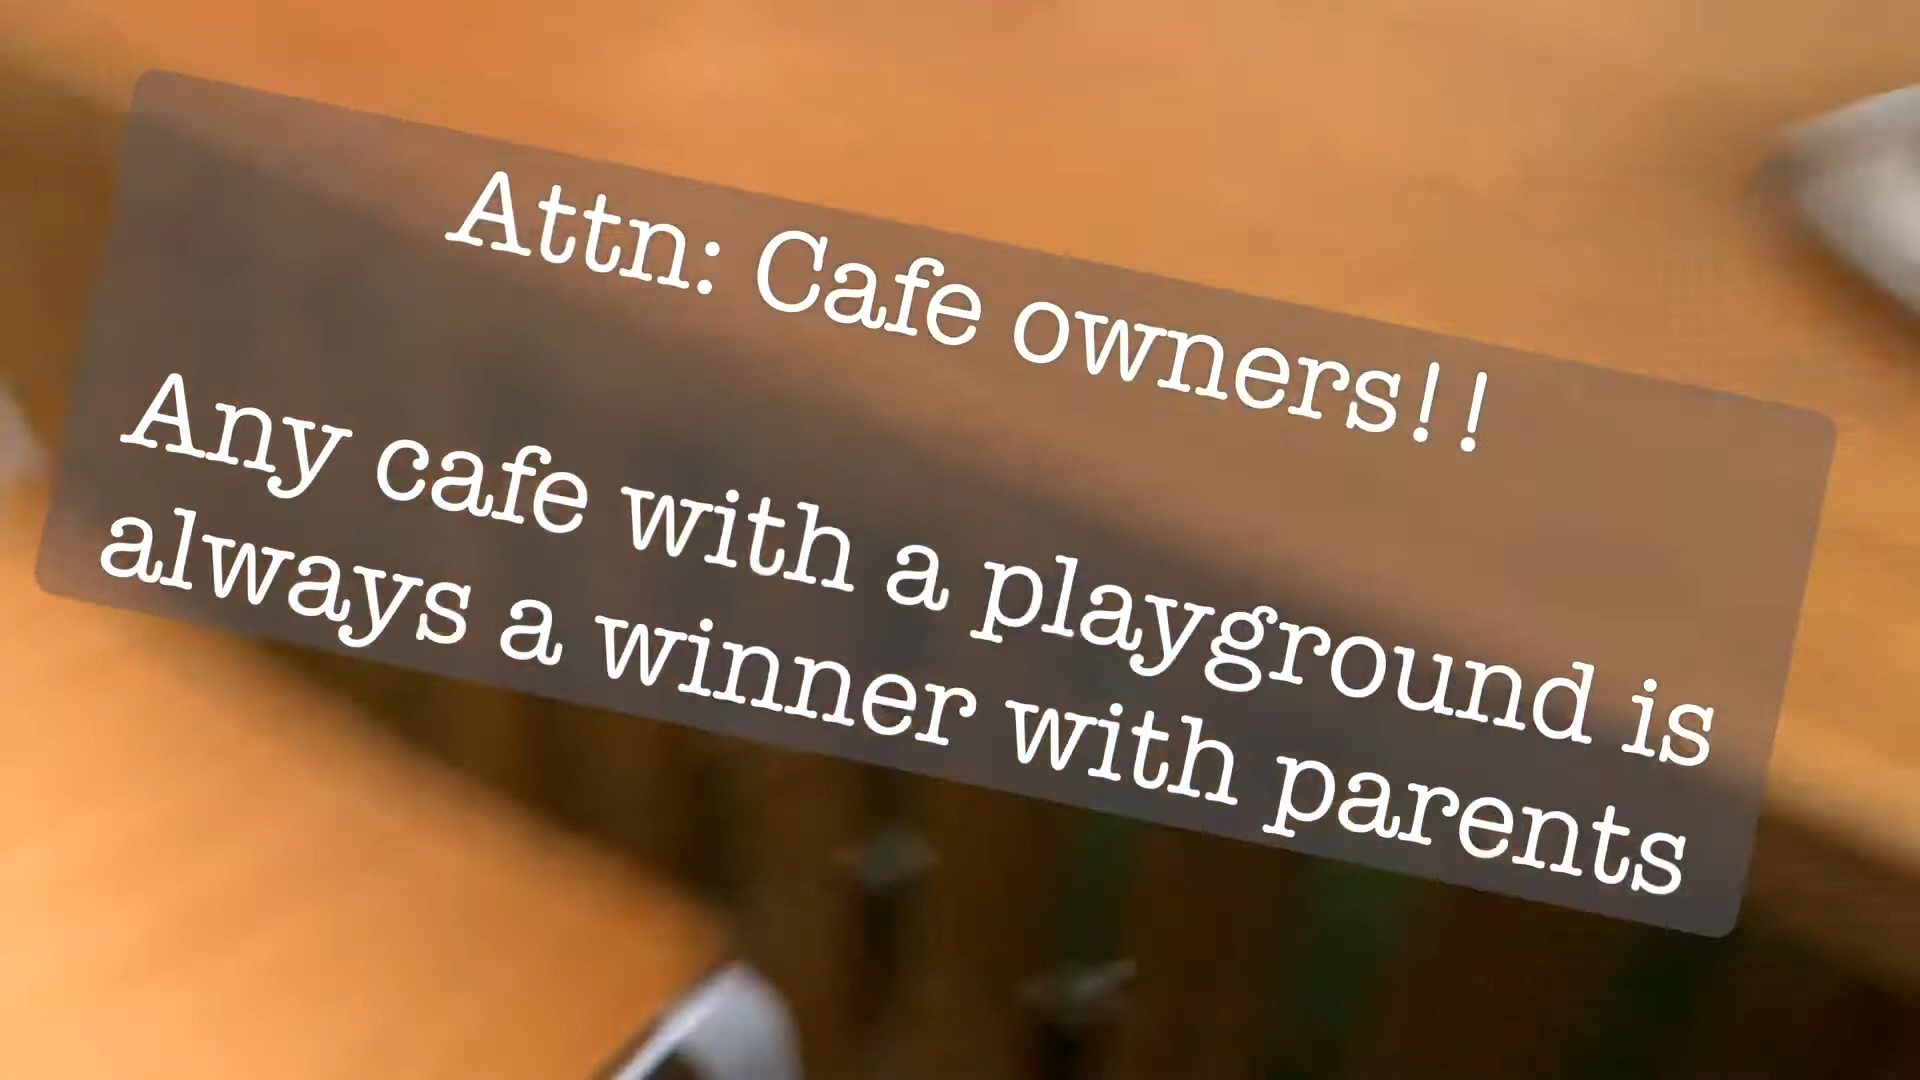 Attn: Cafe owners!!
Any cafe with a playground is
always a winner with parents